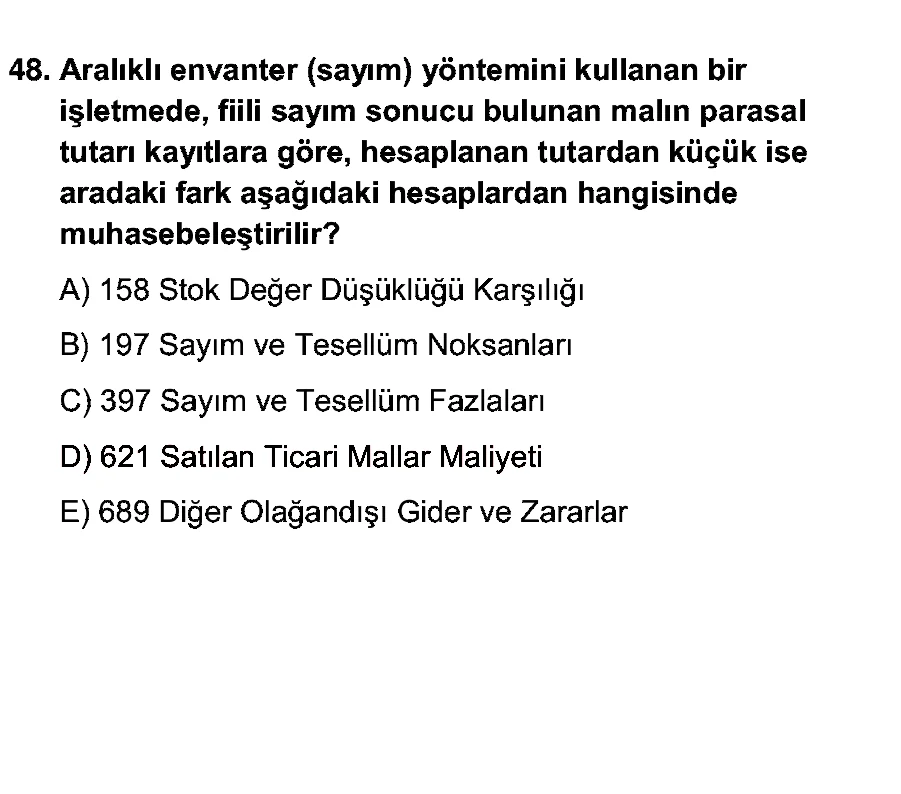 48. Aralıklı envanter (sayım) yöntemini kullanan bir
işletmede, fiili sayım sonucu bulunan malın parasal
tutarı kayıtlara göre, hesaplanan tutardan küçük ise
aradaki fark aşağıdaki hesaplardan hangisinde
muhasebeleştirilir?
A) 158 Stok Değer Düşüklüğü Karşılığı
B) 197 Sayım ve Tesellüm Noksanları
C) 397 Sayım ve Tesellüm Fazlaları
D) 621 Satılan Ticari Mallar Maliyeti
E) 689 Diğer Olağandışı Gider ve Zararlar